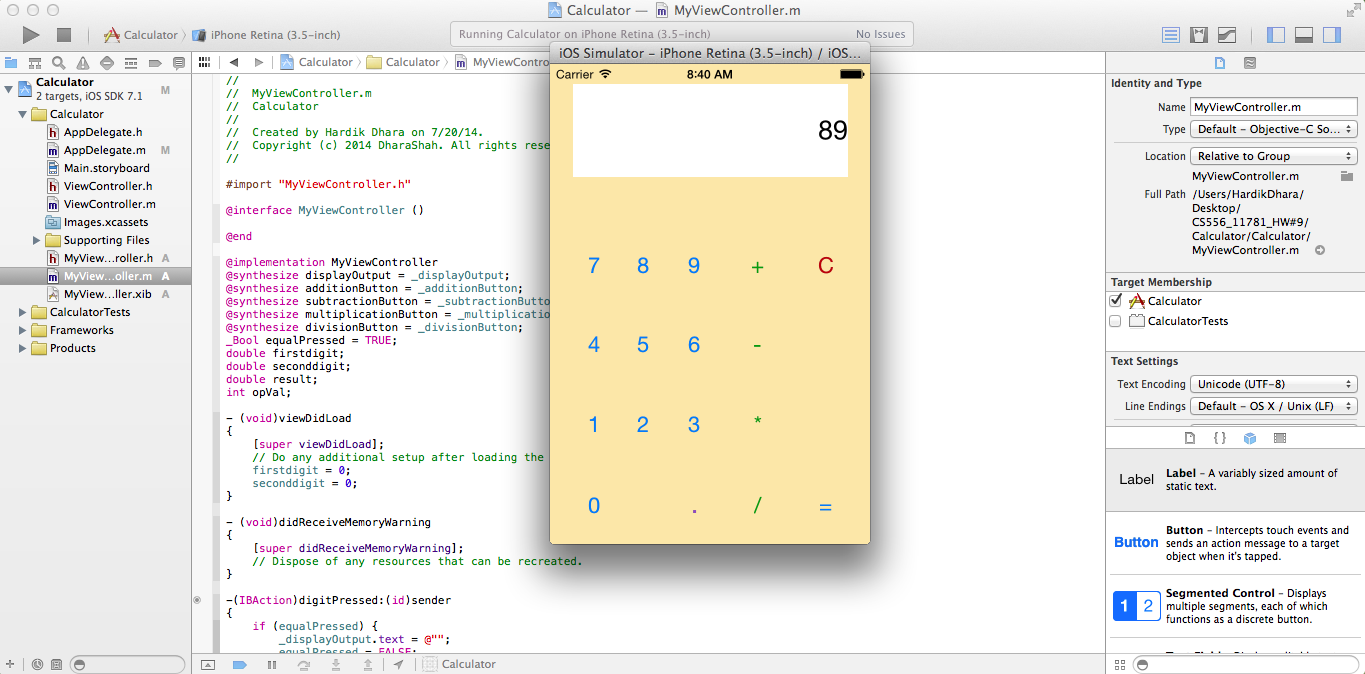 Calculator — MyViewController.m
Calculator
iPhone Retina (3.5-inch)
Running Calculator on iPhone Retina (3.5-inch)
No Issues
Calculator
2 targets, iOS SDK 7.1
M
Calculator
AppDelegate.h
AppDelegate.m M
Main.storyboard
ViewController.h
ViewController.m
Images.xcassets
Supporting Files
MyView...roller.h A
MyView...oller.m A
MyView...ller.xib A
CalculatorTests
Frameworks
Products
Calculator
Calculator
MyViewContro
//
// MyViewController.m
// Calculator
//
// Created by Hardik Dhara on 7/20/14.
// Copyright (c) 2014 DharaShah. All rights rese
//
#import "MyViewController.h"
@interface MyViewController ()
@end
@implementation MyViewController
@synthesize displayOutput = _displayOutput;
@synthesize additionButton = _additionButton;
@synthesize subtractionButton = _subtractionButto
@synthesize multiplicationButton = _multiplication
@synthesize divisionButton = _divisionButton;
_Bool equalPressed = TRUE;
double firstdigit;
double seconddigit;
double result;
int opVal;
- (void)viewDidLoad
{
[super viewDidLoad];
// Do any additional setup after loading the
firstdigit = 0;
seconddigit = 0;
}
- (void)didReceiveMemoryWarning
{
[super didReceiveMemoryWarning];
// Dispose of any resources that can be recreated.
}
-(IBAction)digitPressed:(id)sender
{
if (equalPressed) {
_displayOutput.text = @"";
equalPressed = FALSE;
Calculator
iOS Simulator – iPhone Retina (3.5-inch) / iOS...
Carrier 8:40 AM
89
7 8 9 + C
4 5 6 -
1 2 3 *
0 . / =
Identity and Type
Name MyViewController.m
Type Default – Objective-C So...
Location Relative to Group
MyViewController.m
Full Path /Users/HardikDhara/
Desktop/
CS556_11781_HW#9/
Calculator/Calculator/
MyViewController.m
Target Membership
Calculator
CalculatorTests
Text Settings
Text Encoding Unicode (UTF-8)
Line Endings Default – OS X / Unix (LF)
{ }
Label
Label – A variably sized amount of
static text.
Button
Button – Intercepts touch events and
sends an action message to a target
object when it's tapped.
1 2
Segmented Control – Displays
multiple segments, each of which
functions as a discrete button.